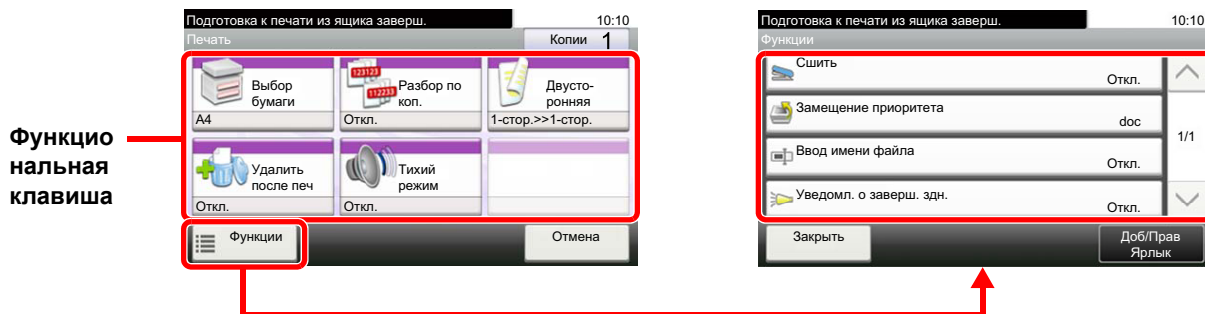 Подготовка к печати из ящика заверш. 10:10
Печать
Копии 1
Выбор
бумаги
A4
123123
112233
Разбор по
коп.
Откл.
Двусто-
ронняя
1-стор.>>1-стор.
Удалить
после печ
Откл.
Тихий
режим
Откл.
Функции
Отмена
Функцио
нальная
клавиша
Подготовка к печати из ящика заверш. 10:10
Функции
Сшить
Откл.
Замещение приоритета
doc
Ввод имени файла
Откл.
Уведомл. о заверш. здн.
Откл.
1/1
Закрыть
Доб/Прав
Ярлык